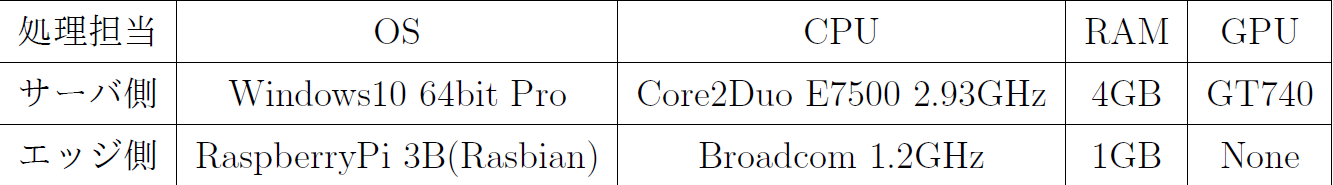 処理担当 OS CPU RAM GPU
サーバ側 Windows10 64bit Pro Core2Duo E7500 2.93GHz 4GB GT740
エッジ側 RaspberryPi 3B(Rasbian) Broadcom 1.2GHz 1GB None